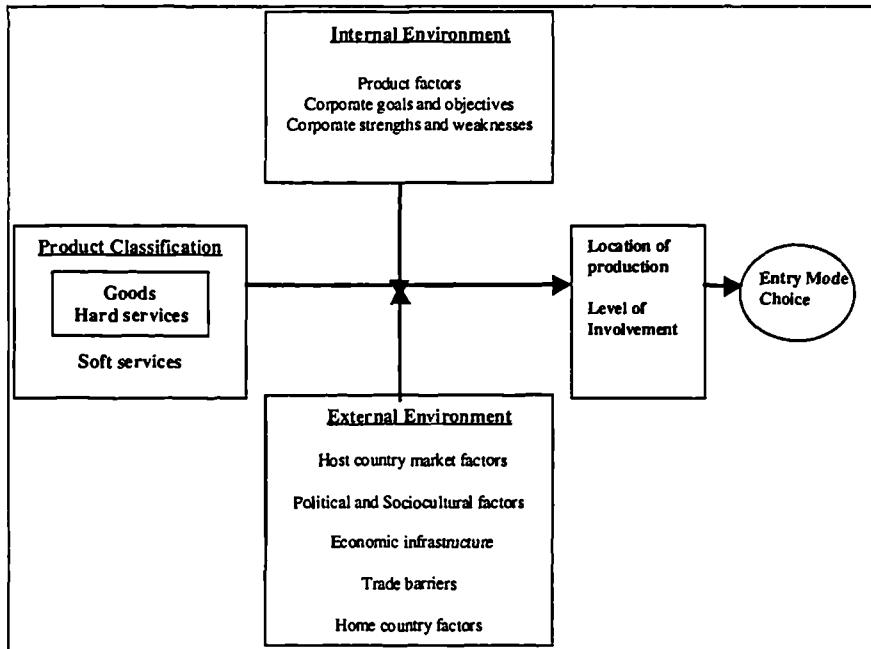 Internal Environment
Product factors
Corporate goals and objectives
Corporate strengths and weaknesses
Product Classification
Goods
Hard services
Soft services
Location of
production
Level of
Involvement
Entry Mode
Choice
External Environment
Host country market factors
Political and Sociocultural factors
Economic infrastructure
Trade barriers
Home country factors